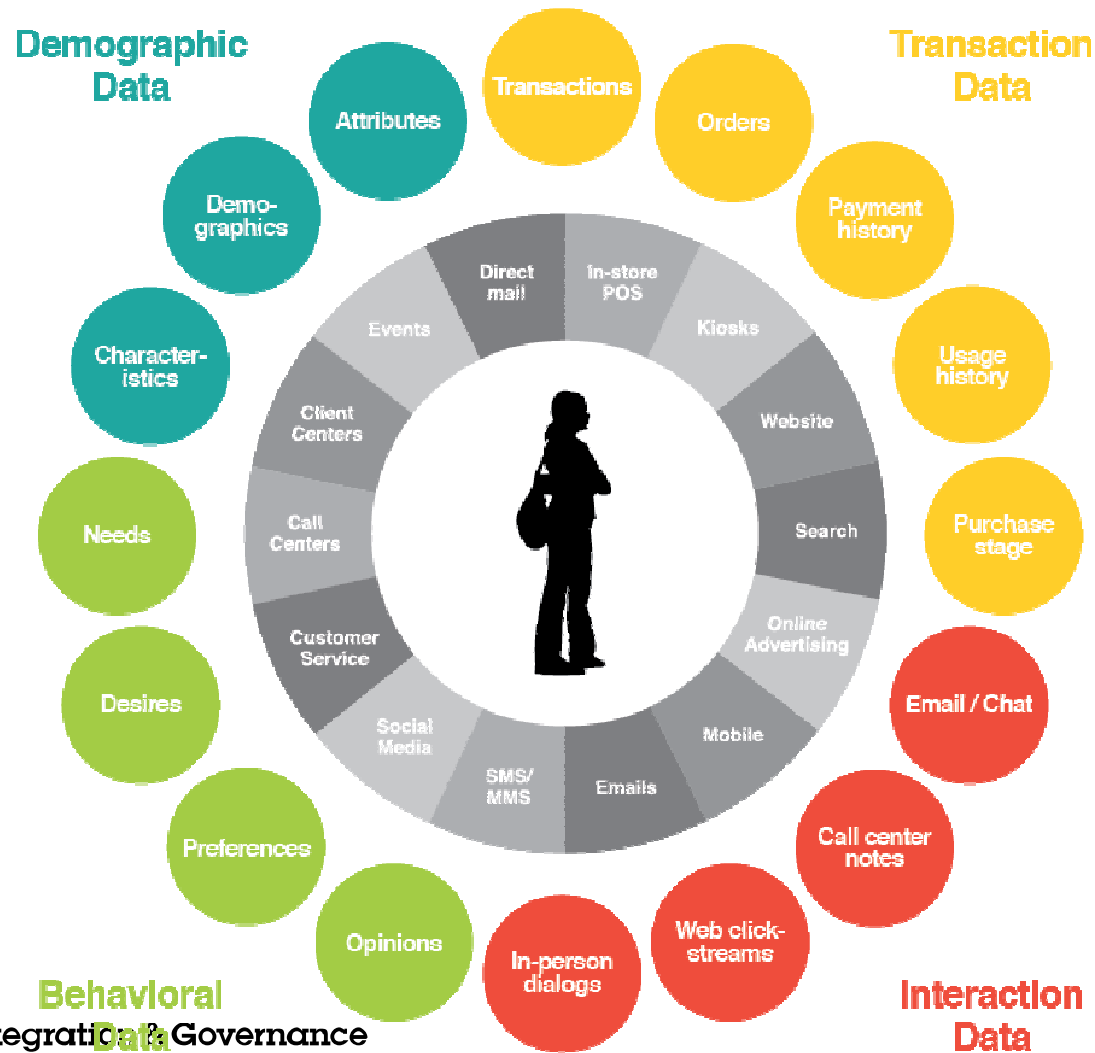 Demographic
Data
Transaction
Data
Transactions
Attributes
Orders
Demo-
graphics
Payment
history
Character-
istics
Usage
history
Needs
Purchase
stage
Desires
Email / Chat
Preferences
Call center
notes
Opinions
Web click-
streams
In-person
dialogs
Direct
mail
In-store
POS
Events
Kiosks
Client
Centers
Website
Call
Centers
Search
Customer
Service
Online
Advertising
Social
Media
Mobile
SMS/
MMS
Emails
Behavioral
Data
Interaction
Data
tegration & Governance